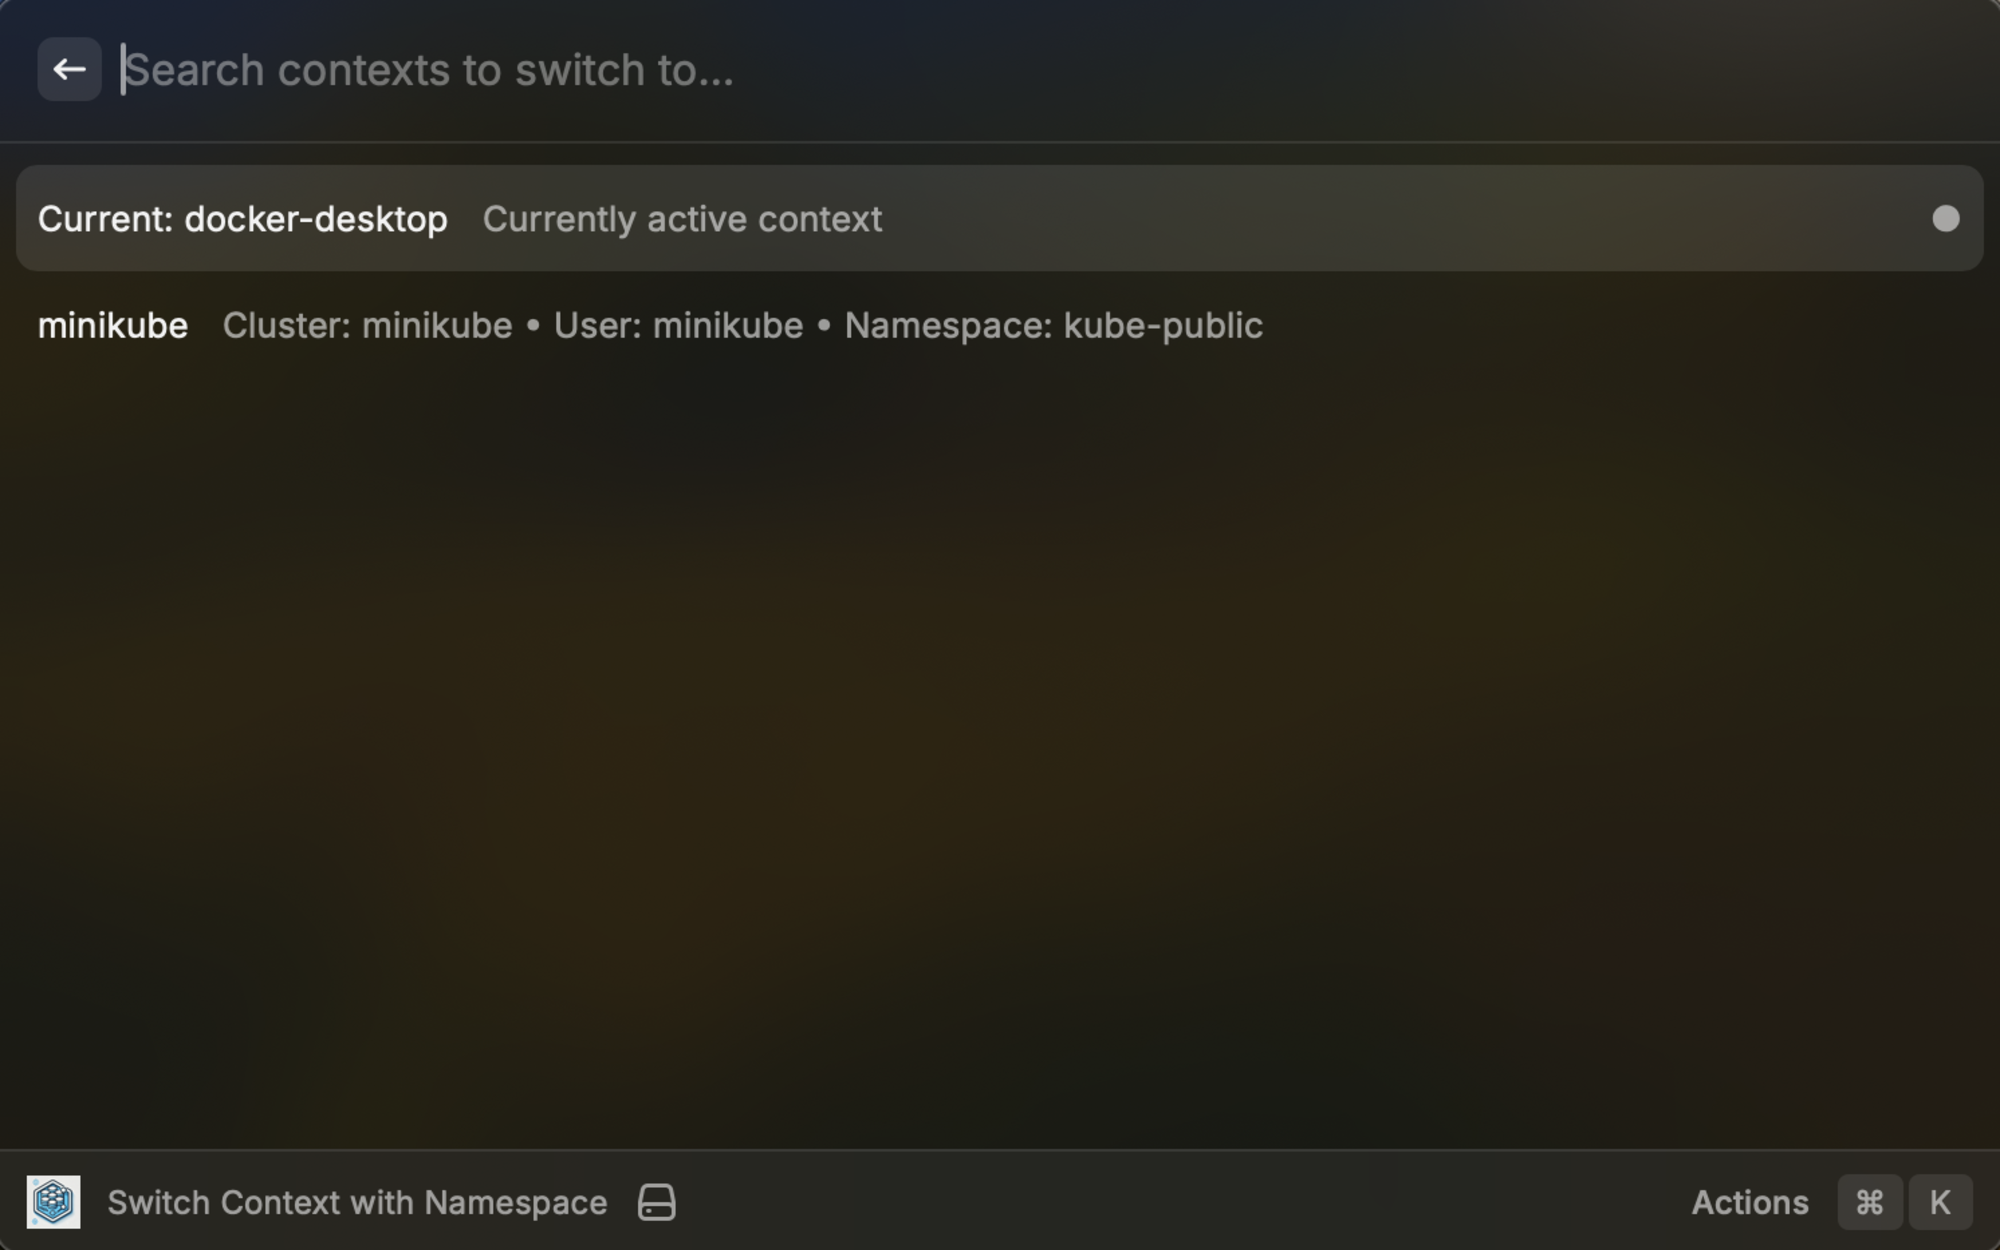 Search contexts to switch to...
Current: docker-desktop Currently active context
minikube Cluster: minikube • User: minikube • Namespace: kube-public
Switch Context with Namespace Actions ⌘ K